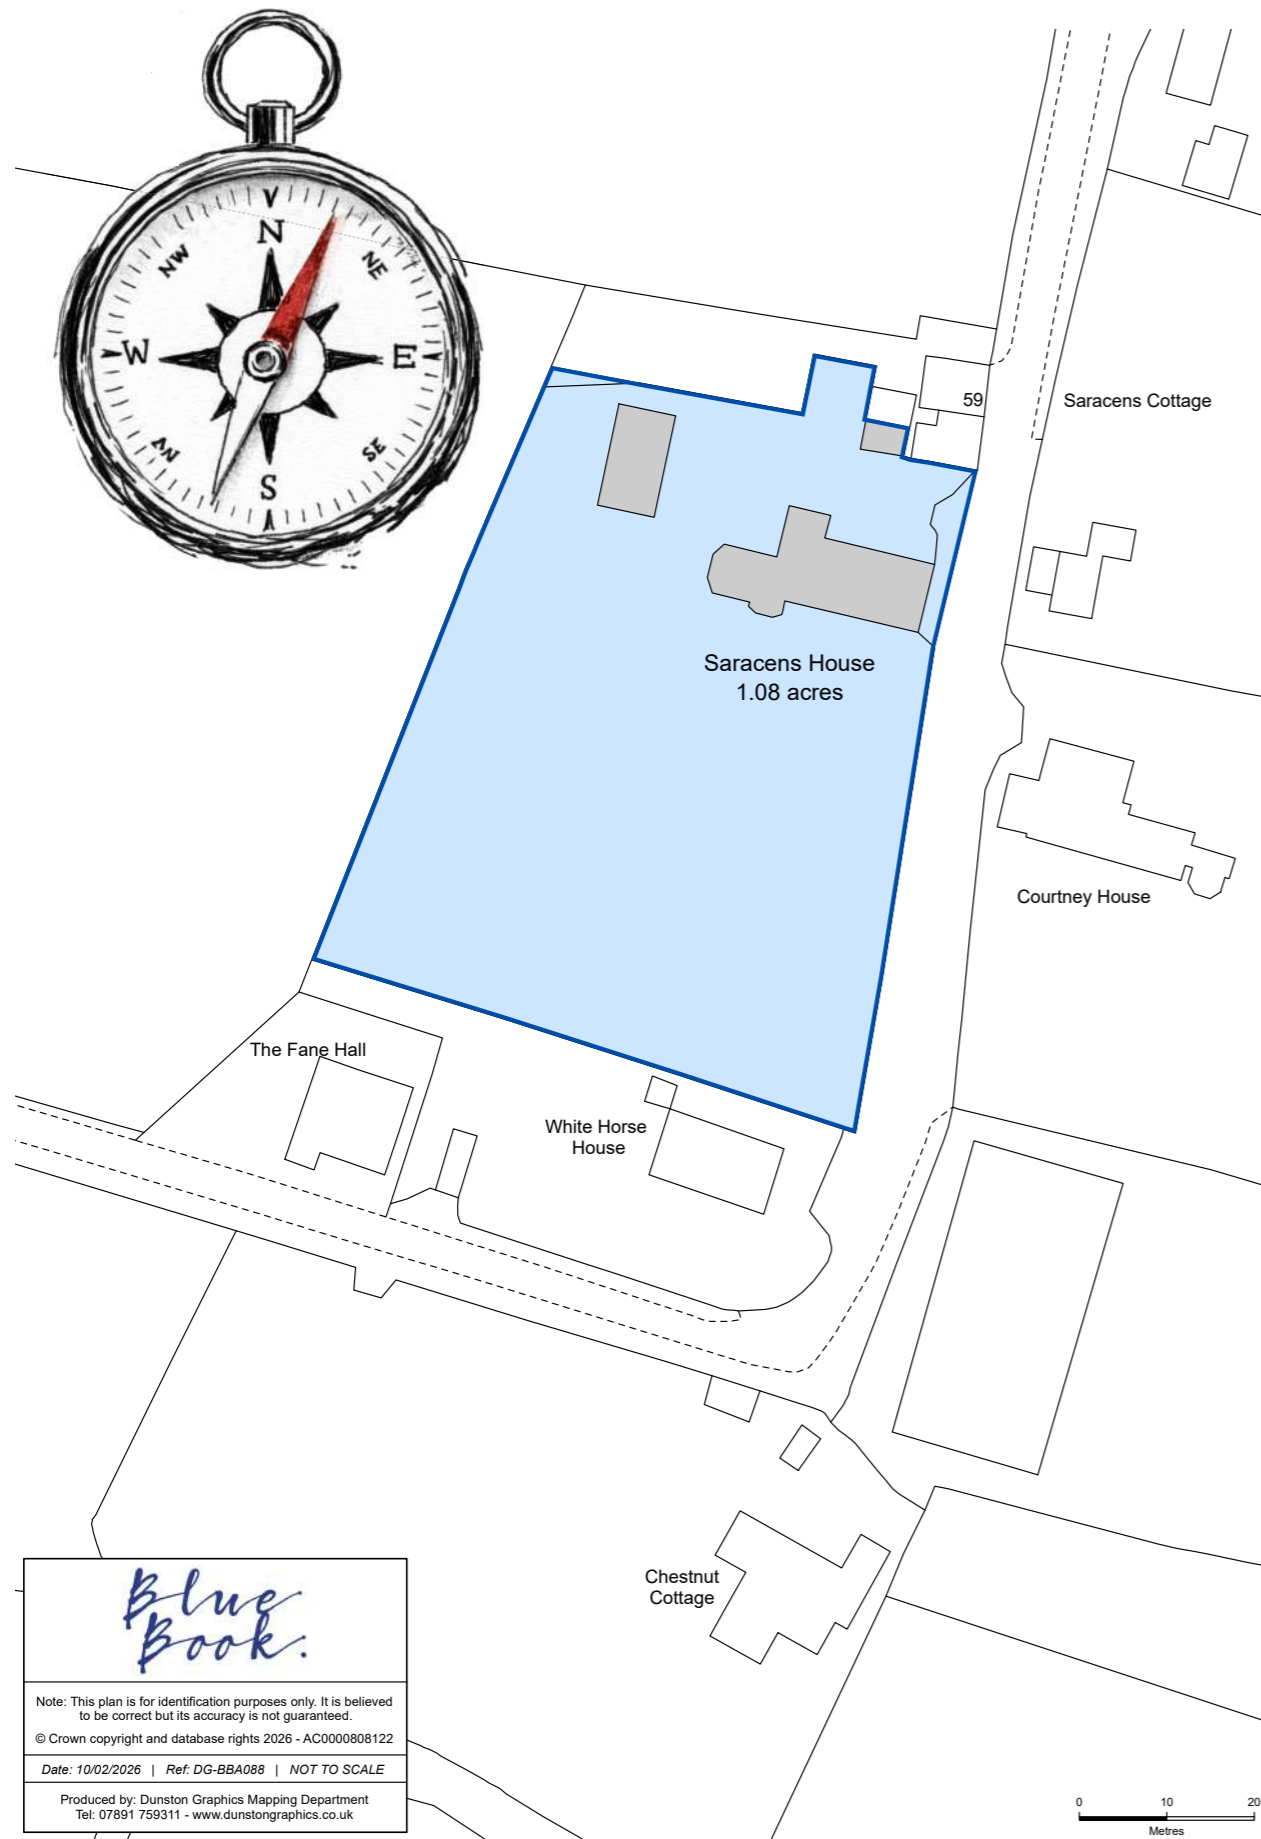 N
NE
E
SE
S
W
NW
59
Saracens Cottage
Saracens House
1.08 acres
Courtney House
The Fane Hall
White Horse
House
Chestnut
Cottage
Blue
Book.
Note: This plan is for identification purposes only. It is believed
to be correct but its accuracy is not guaranteed.
© Crown copyright and database rights 2026 - AC0000808122
Date: 10/02/2026 | Ref: DG-BBA088 | NOT TO SCALE
Produced by: Dunston Graphics Mapping Department
Tel: 07891 759311 - www.dunstongraphics.co.uk
0 10 20
Metres